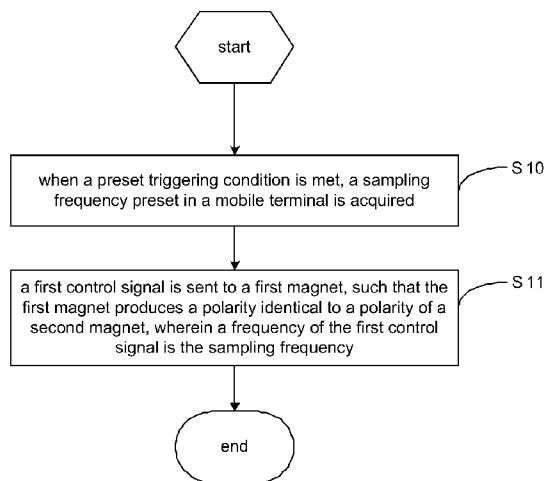 start
when a preset triggering condition is met, a sampling
frequency preset in a mobile terminal is acquired
S 10
a first control signal is sent to a first magnet, such that the
first magnet produces a polarity identical to a polarity of a
second magnet, wherein a frequency of the first control
signal is the sampling frequency
S 11
end